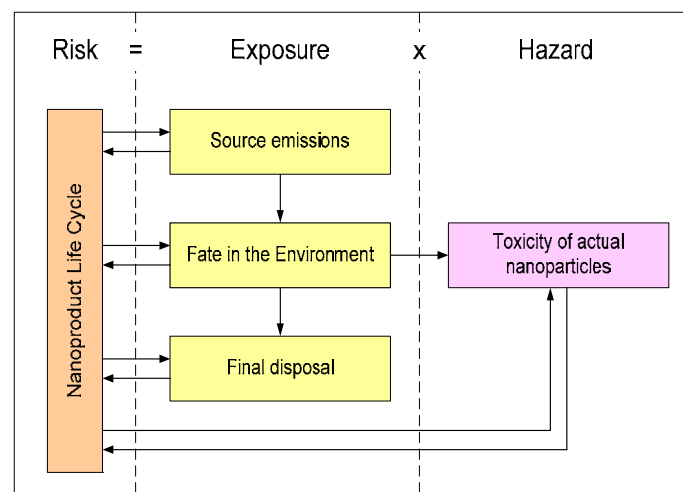 Risk = Exposure x Hazard
Nanoproduct Life Cycle
Source emissions
Fate in the Environment
Toxicity of actual
nanoparticles
Final disposal